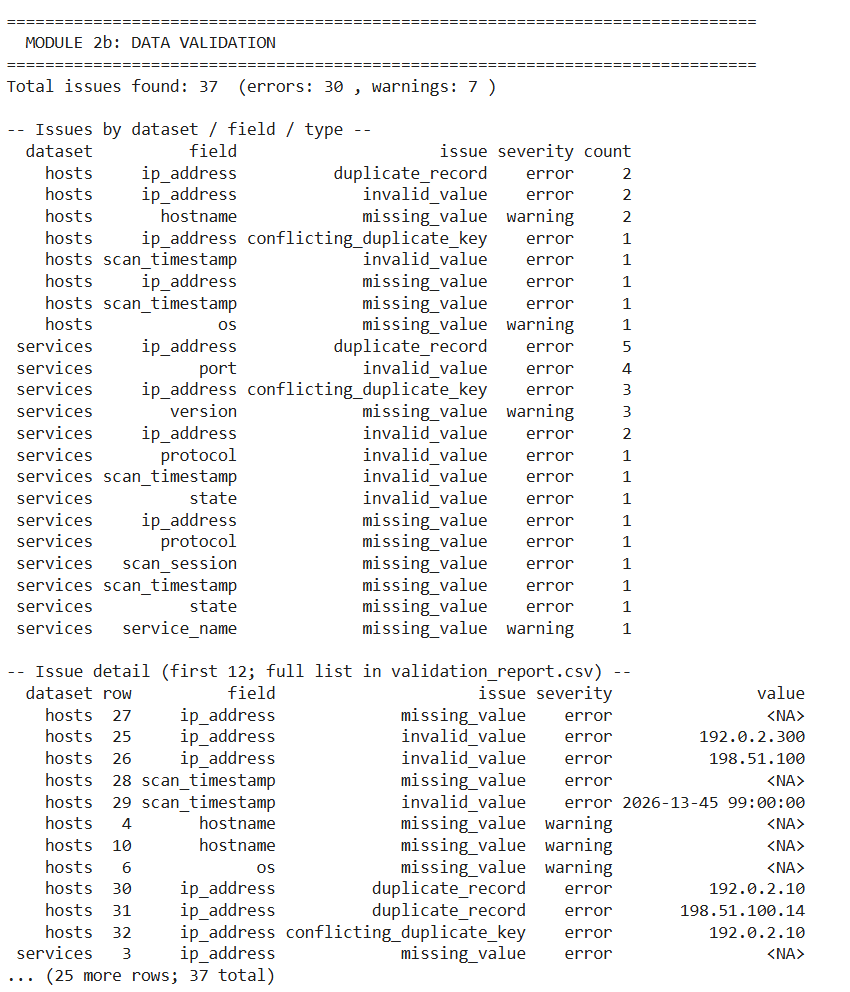 ==============================================================================
  MODULE 2b: DATA VALIDATION
==============================================================================
Total issues found: 37  (errors: 30 , warnings: 7 )

-- Issues by dataset / field / type --
  dataset          field                     issue severity count
    hosts     ip_address          duplicate_record    error     2
    hosts     ip_address             invalid_value    error     2
    hosts       hostname             missing_value  warning     2
    hosts     ip_address conflicting_duplicate_key    error     1
    hosts scan_timestamp             invalid_value    error     1
    hosts     ip_address             missing_value    error     1
    hosts scan_timestamp             missing_value    error     1
    hosts             os             missing_value  warning     1
 services     ip_address          duplicate_record    error     5
 services           port             invalid_value    error     4
 services     ip_address conflicting_duplicate_key    error     3
 services        version             missing_value  warning     3
 services     ip_address             invalid_value    error     2
 services       protocol             invalid_value    error     1
 services scan_timestamp             invalid_value    error     1
 services          state             invalid_value    error     1
 services     ip_address             missing_value    error     1
 services       protocol             missing_value    error     1
 services   scan_session             missing_value    error     1
 services scan_timestamp             missing_value    error     1
 services          state             missing_value    error     1
 services   service_name             missing_value  warning     1

-- Issue detail (first 12; full list in validation_report.csv) --
  dataset row          field                     issue severity               value
    hosts  27     ip_address             missing_value    error                <NA>
    hosts  25     ip_address             invalid_value    error         192.0.2.300
    hosts  26     ip_address             invalid_value    error          198.51.100
    hosts  28 scan_timestamp             missing_value    error                <NA>
    hosts  29 scan_timestamp             invalid_value    error 2026-13-45 99:00:00
    hosts   4       hostname             missing_value  warning                <NA>
    hosts  10       hostname             missing_value  warning                <NA>
    hosts   6             os             missing_value  warning                <NA>
    hosts  30     ip_address          duplicate_record    error          192.0.2.10
    hosts  31     ip_address          duplicate_record    error       198.51.100.14
    hosts  32     ip_address conflicting_duplicate_key    error          192.0.2.10
 services   3     ip_address             missing_value    error                <NA>
... (25 more rows; 37 total)